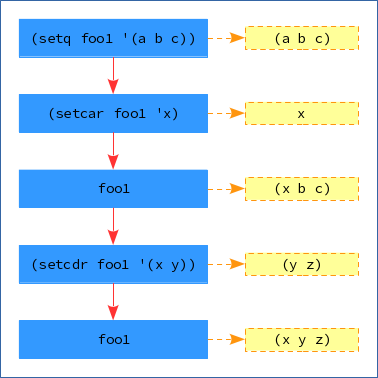 (setq foo1 '(a b c)) (a b c)
(setcar foo1 'x) x
foo1 (x b c)
(setcdr foo1 '(x y)) (y z)
foo1 (x y z)